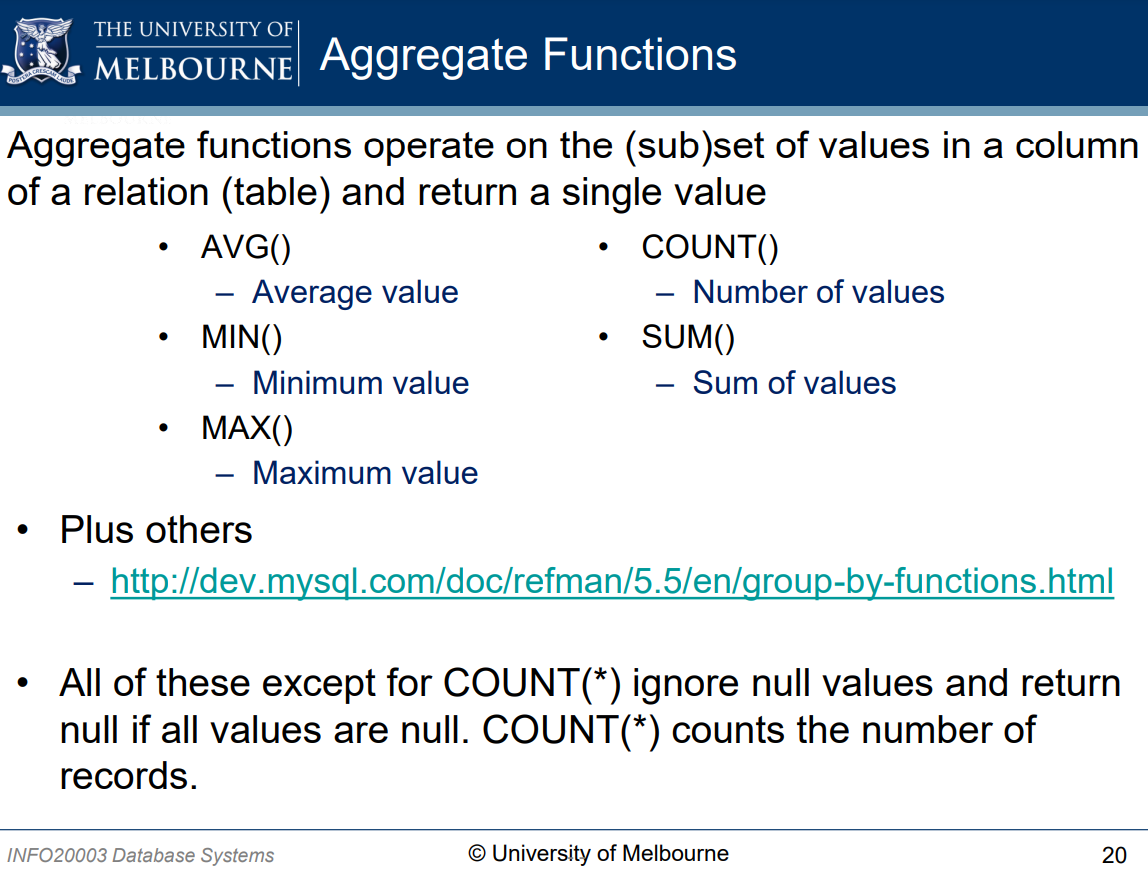 THE UNIVERSITY OF
MELBOURNE
POSTERA CRESCAM LAUDE
Aggregate Functions
Aggregate functions operate on the (sub)set of values in a column
of a relation (table) and return a single value
• AVG()
– Average value
• MIN()
– Minimum value
• MAX()
– Maximum value
• COUNT()
– Number of values
• SUM()
– Sum of values
• Plus others
– http://dev.mysql.com/doc/refman/5.5/en/group-by-functions.html
• All of these except for COUNT(*) ignore null values and return
null if all values are null. COUNT(*) counts the number of
records.
INFO20003 Database Systems
© University of Melbourne
20